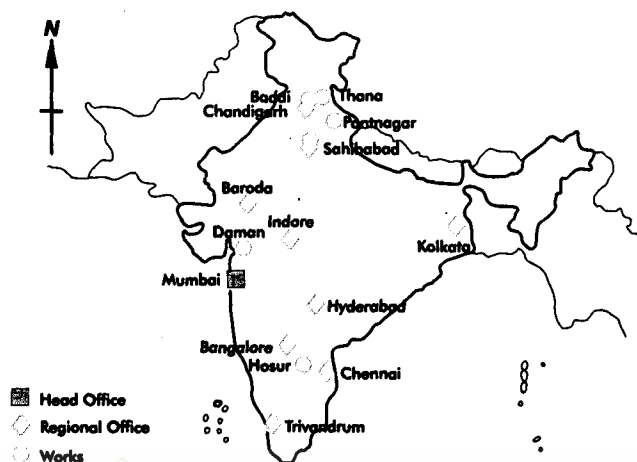 N
Baddi
Thana
Chandigarh
Pantnagar
Sahibabad
Baroda
Indore
Daman
Kolkata
Mumbai
Hyderabad
Bangalore
Hosur
Chennai
Head Office
Regional Office
Trivandrum
Works